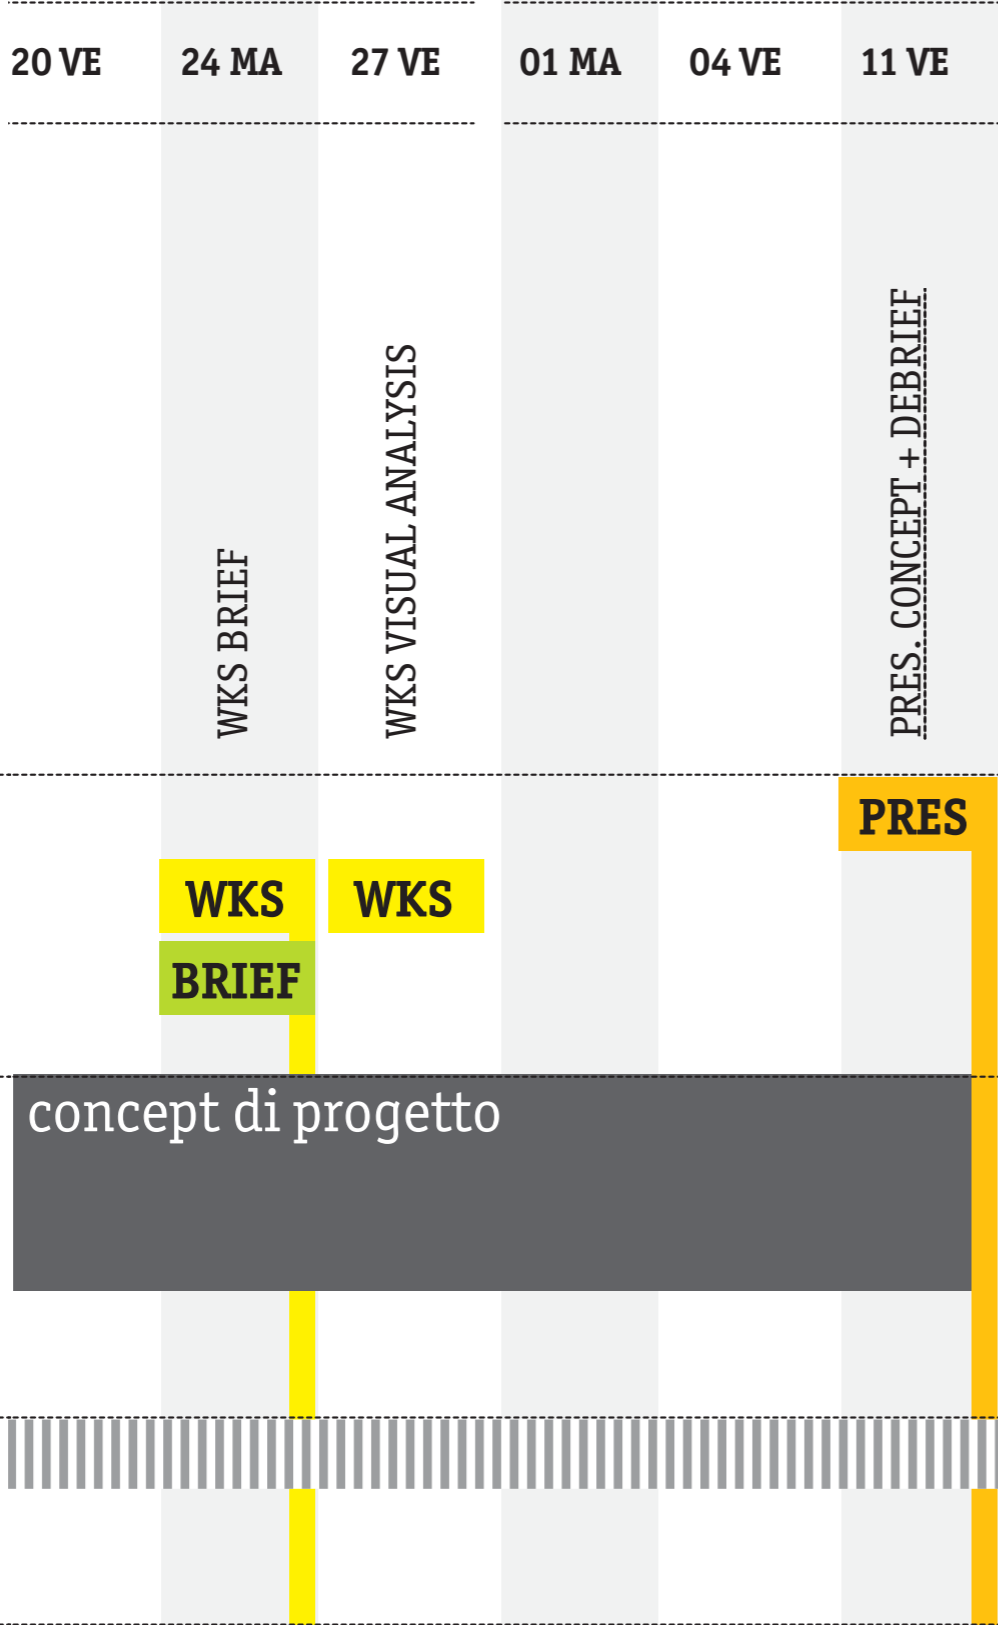 20 VE 24 MA 27 VE 01 MA 04 VE 11 VE
WKS BRIEF
WKS VISUAL ANALYSIS
PRES. CONCEPT + DEBRIEF
PRES
WKS WKS
BRIEF
concept di progetto